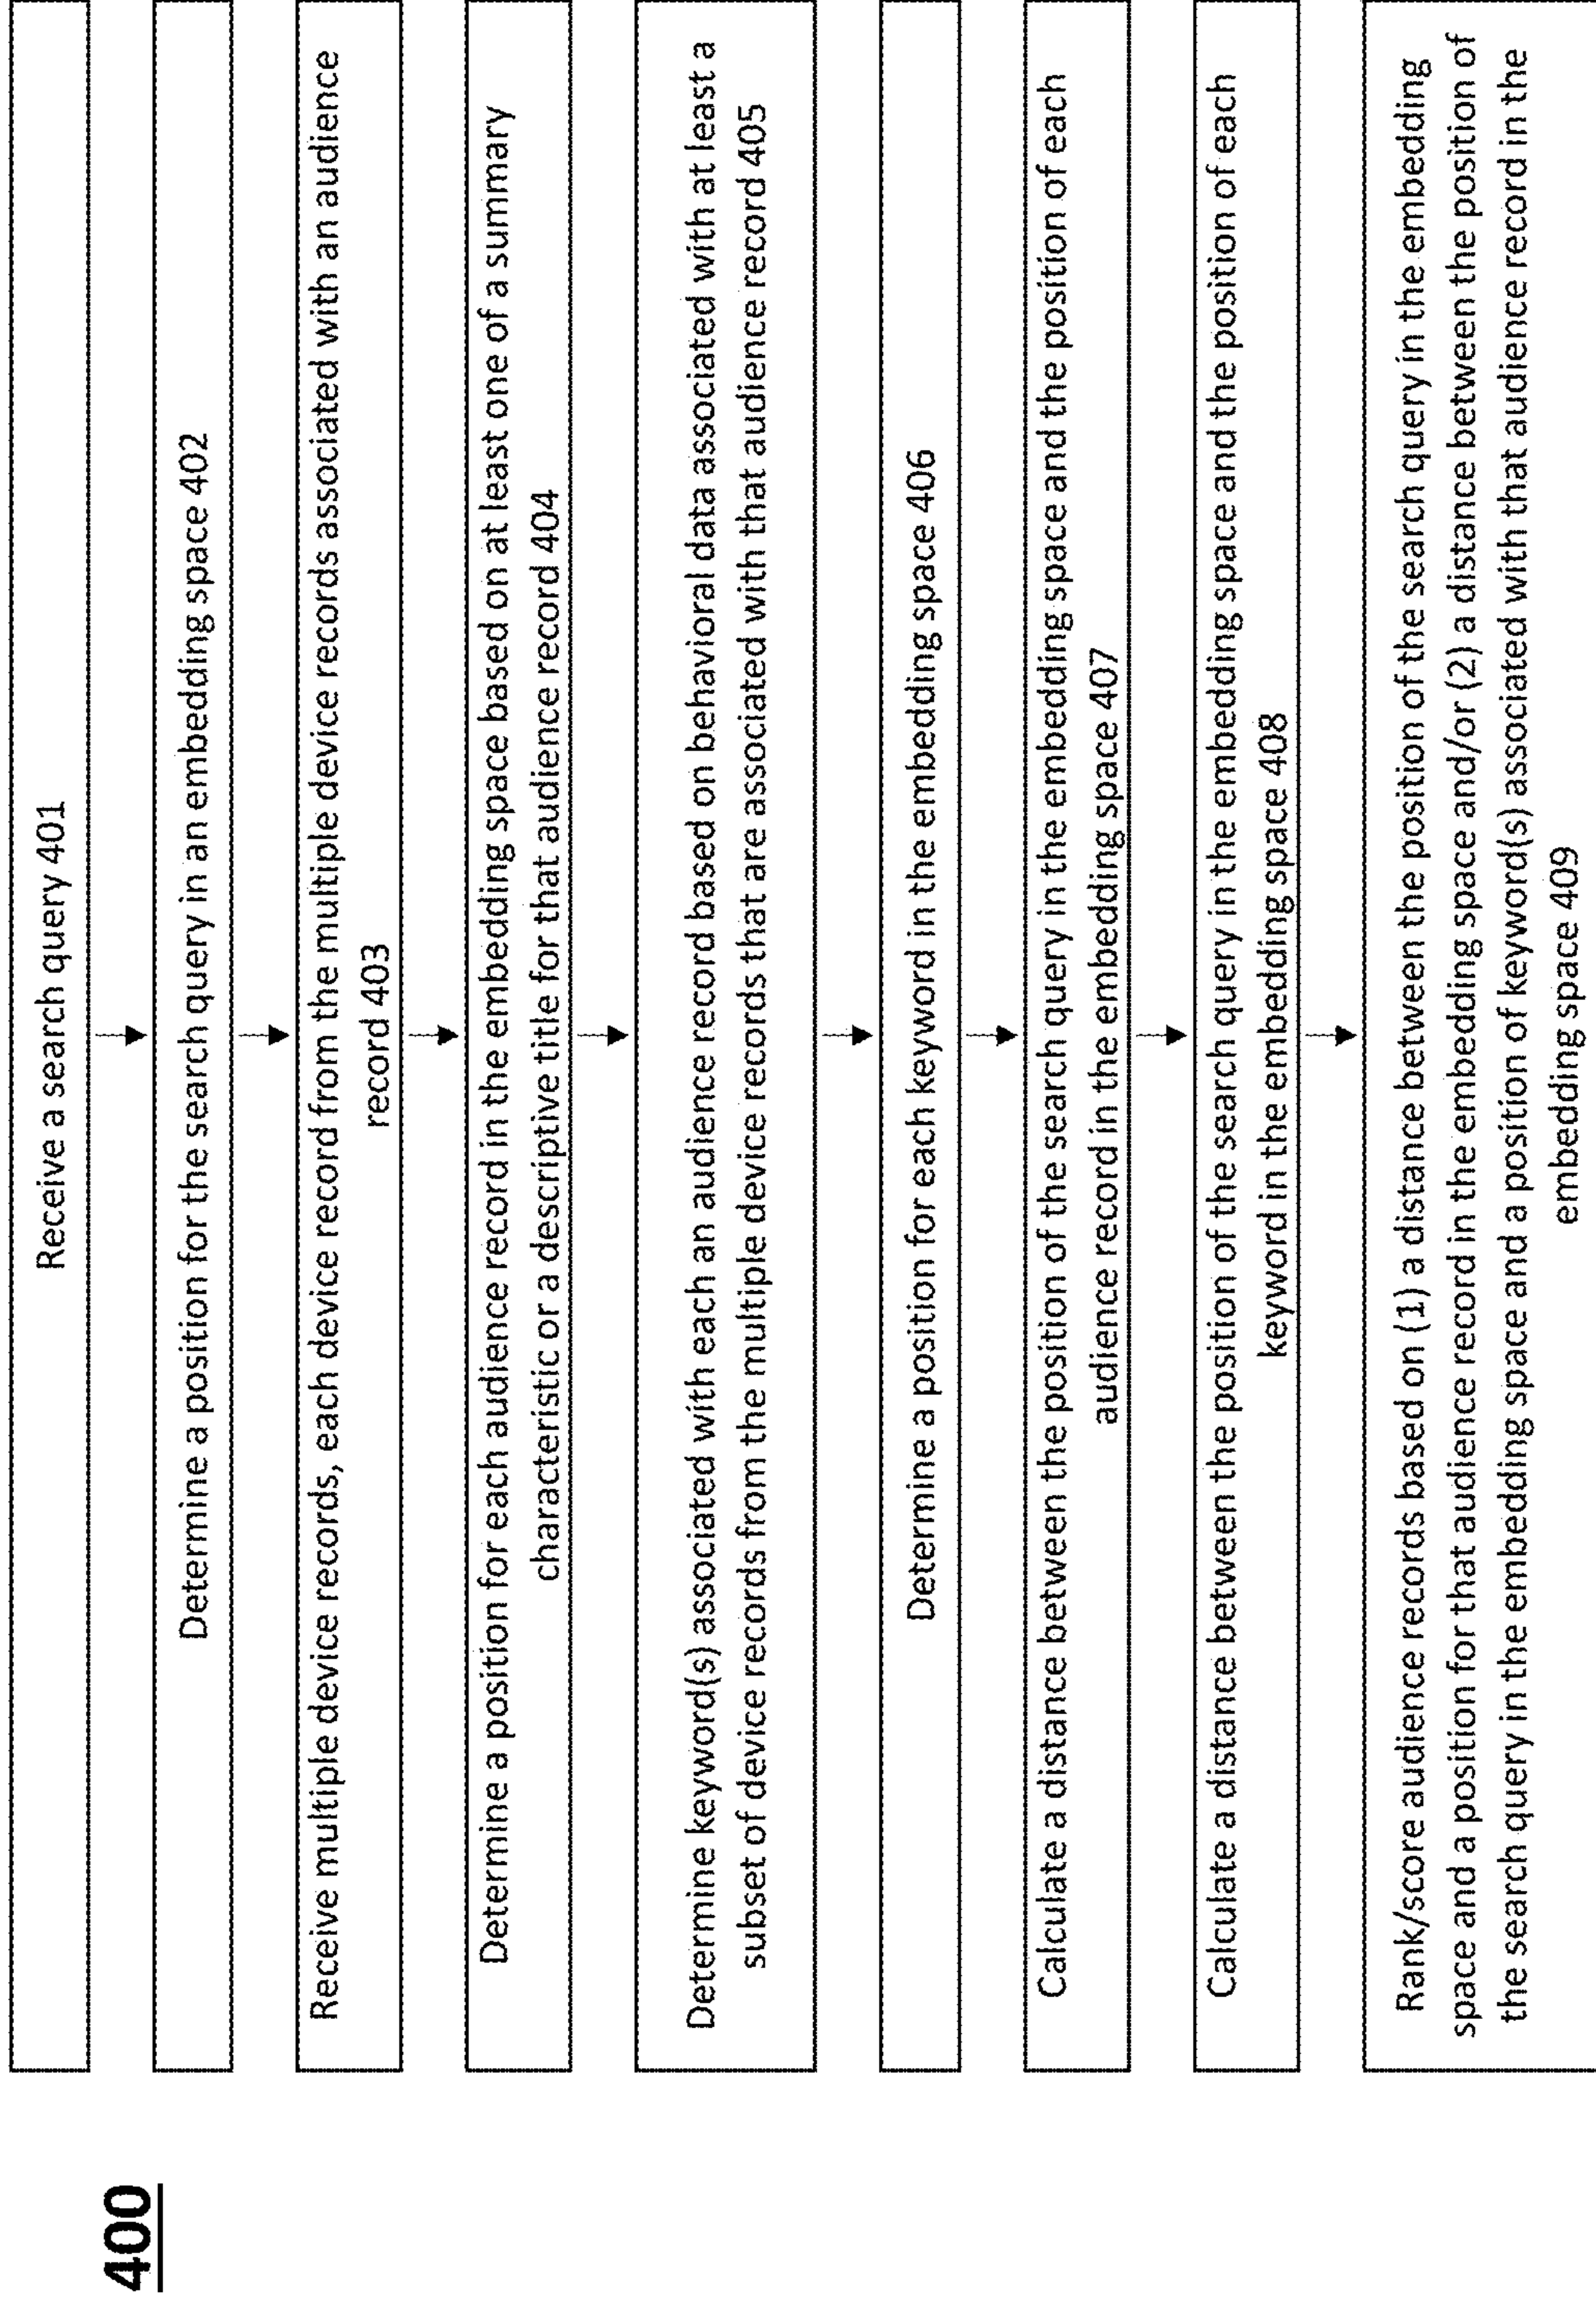 400
Receive a search query 401
Determine a position for the search query in an embedding space 402
Receive multiple device records, each device record from the multiple device records associated with an audience
record 403
Determine a position for each audience record in the embedding space based on at least one of a summary
characteristic or a descriptive title for that audience record 404
Determine keyword(s) associated with each an audience record based on behavioral data associated with at least a
subset of device records from the multiple device records that are associated with that audience record 405
Determine a position for each keyword in the embedding space 406
Calculate a distance between the position of the search query in the embedding space and the position of each
audience record in the embedding space 407
Calculate a distance between the position of the search query in the embedding space and the position of each
keyword in the embedding space 408
Rank/score audience records based on (1) a distance between the position of the search query in the embedding
space and a position for that audience record in the embedding space and/or (2) a distance between the position of
the search query in the embedding space and a position of keyword(s) associated with that audience record in the
embedding space 409